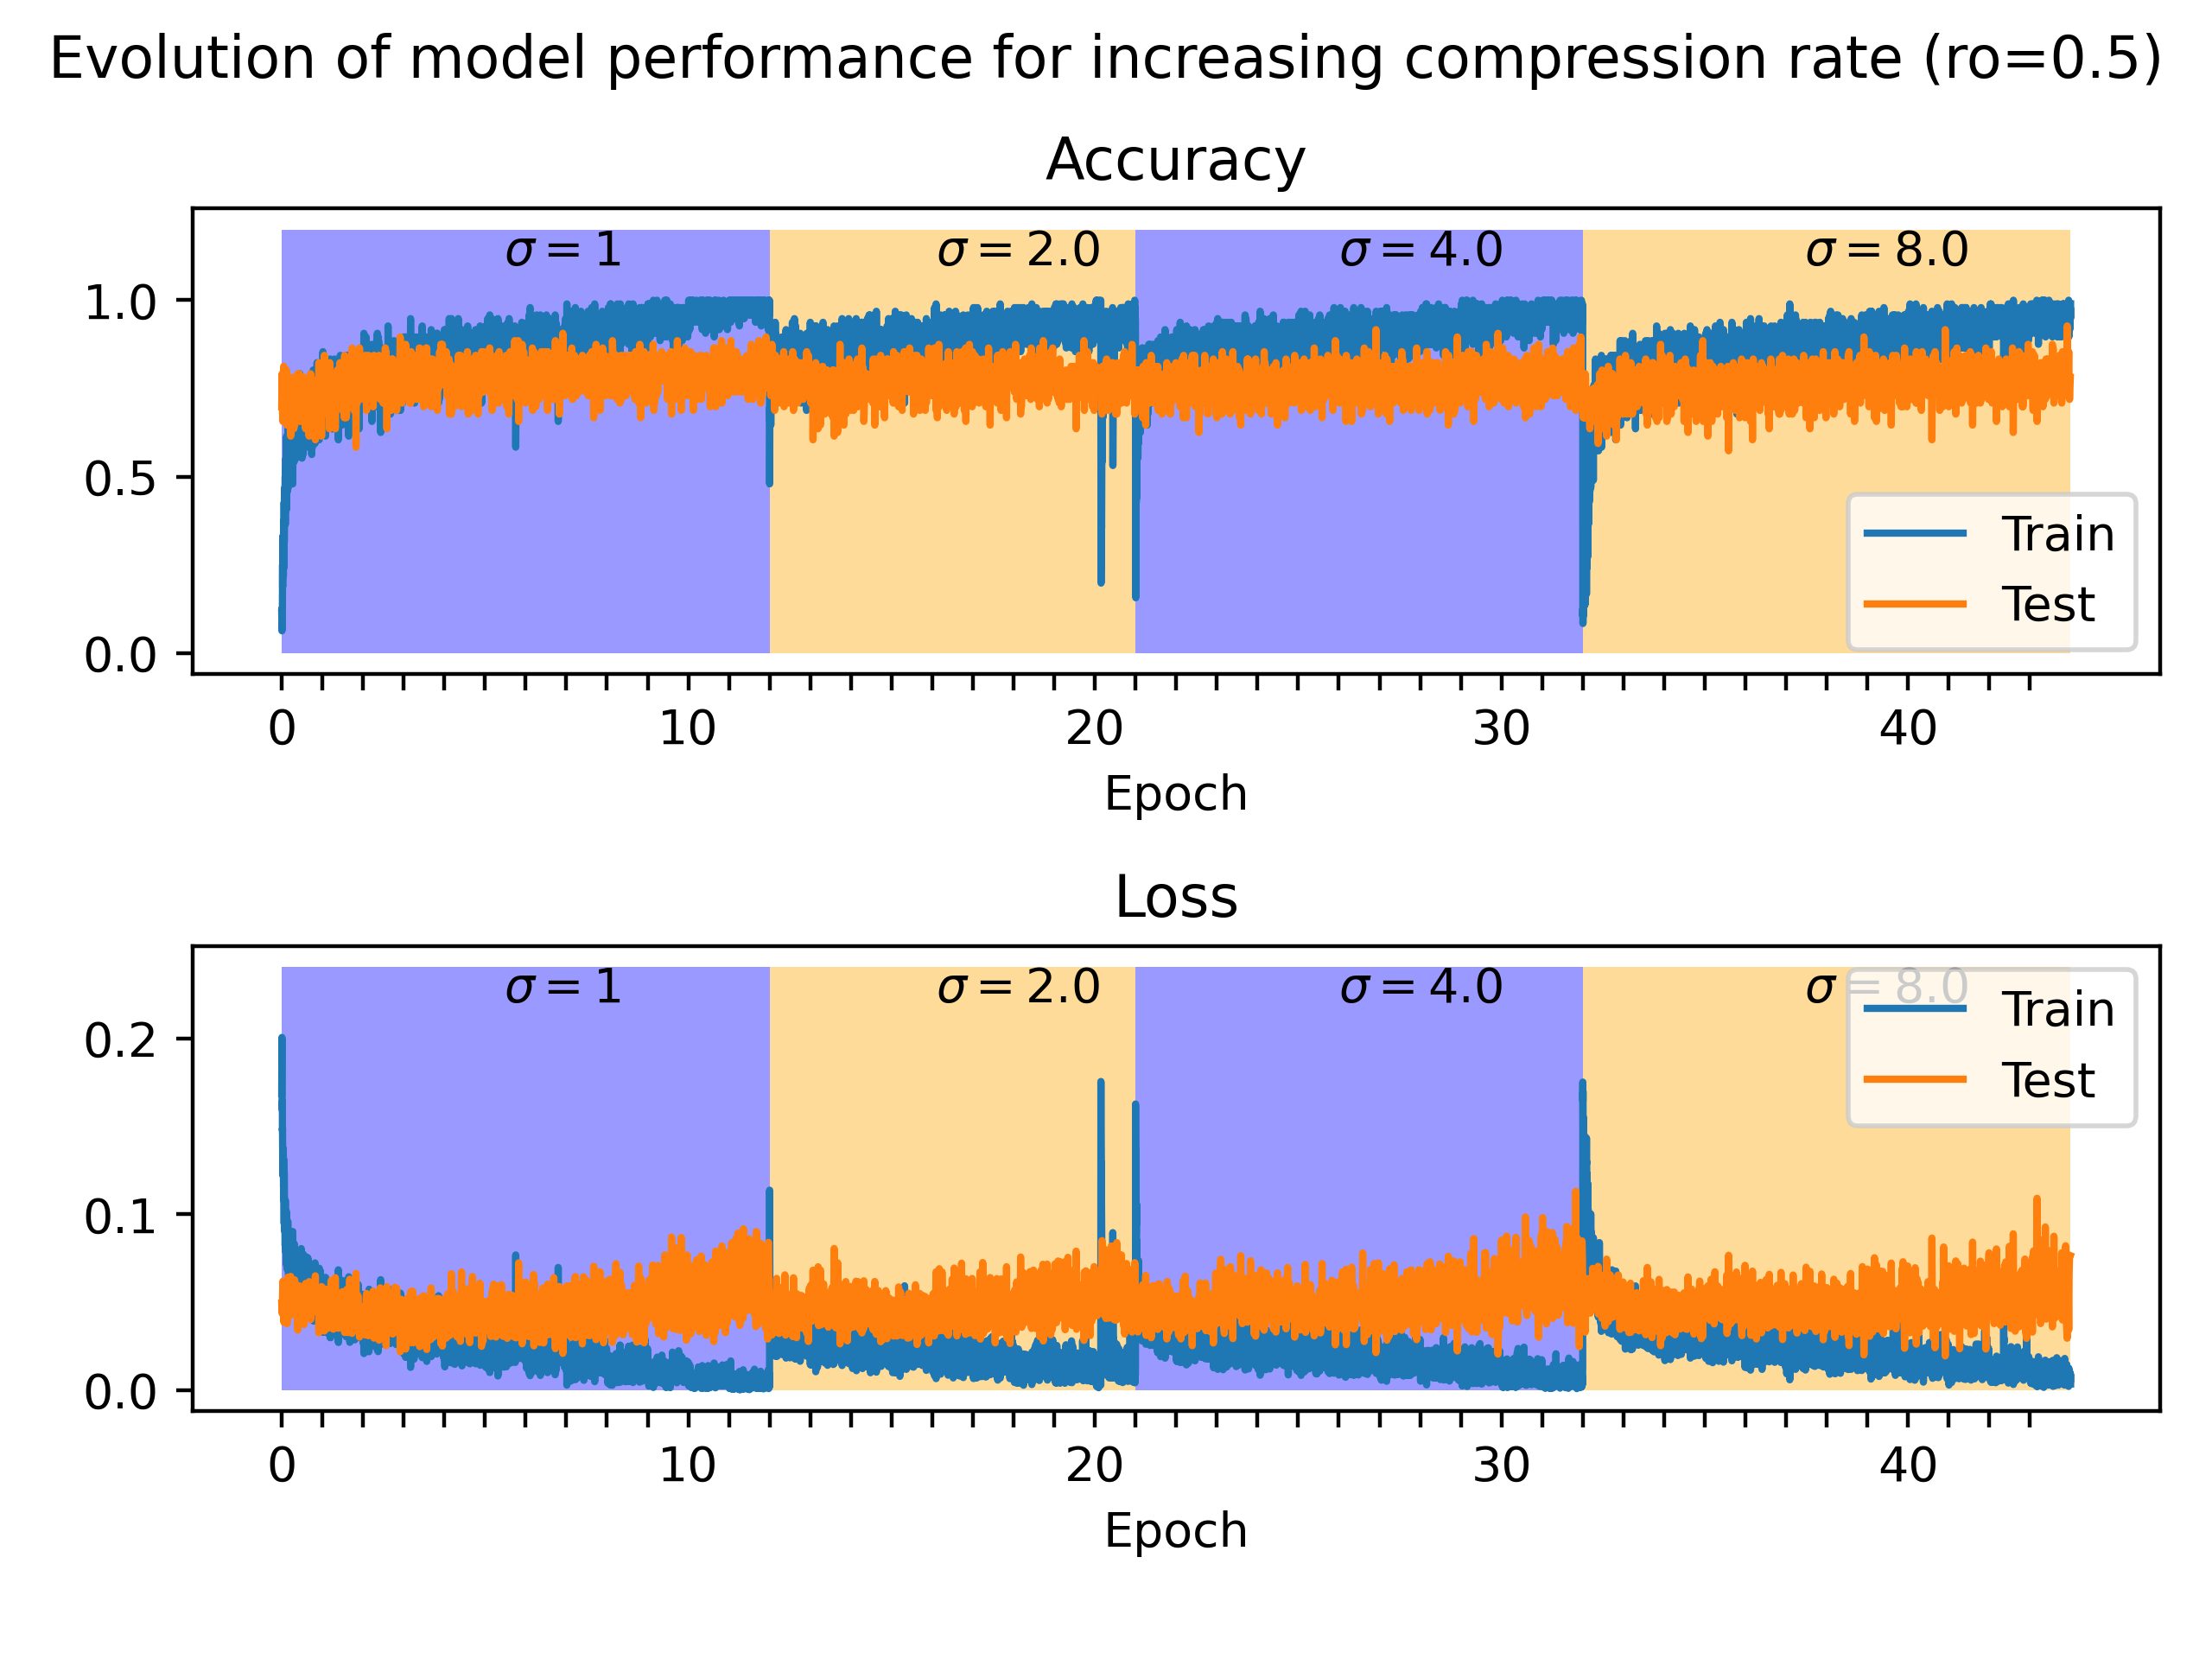 Evolution of model performance for increasing compression rate (ro=0.5)
Accuracy
σ = 1
σ = 2.0
σ = 4.0
σ = 8.0
1.0
0.5
0.0
Train
Test
0
10
20
30
40
Epoch
Loss
σ = 1
σ = 2.0
σ = 4.0
σ = 8.0
0.2
0.1
0.0
Train
Test
0
10
20
30
40
Epoch